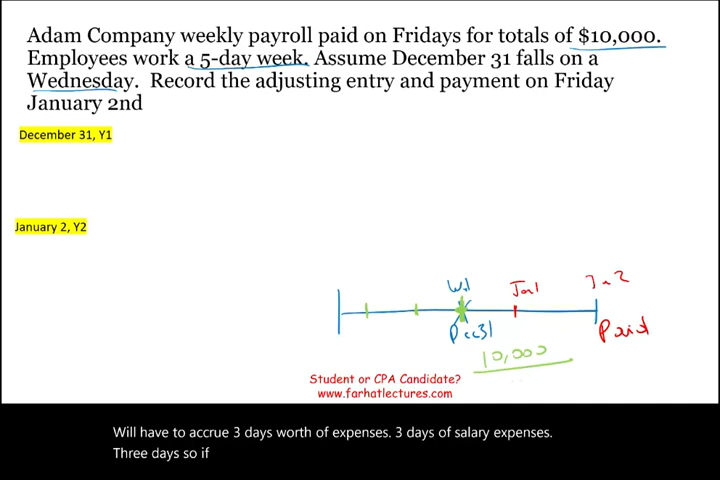 Adam Company weekly payroll paid on Fridays for totals of $10,000.
Employees work a 5-day week. Assume December 31 falls on a
Wednesday. Record the adjusting entry and payment on Friday
January 2nd
December 31, Y1
January 2, Y2
Wed Jan 1 Jan 2
Dec 31 Paid
10,000
Student or CPA Candidate?
www.farhatlectures.com
Will have to accrue 3 days worth of expenses. 3 days of salary expenses.
Three days so if